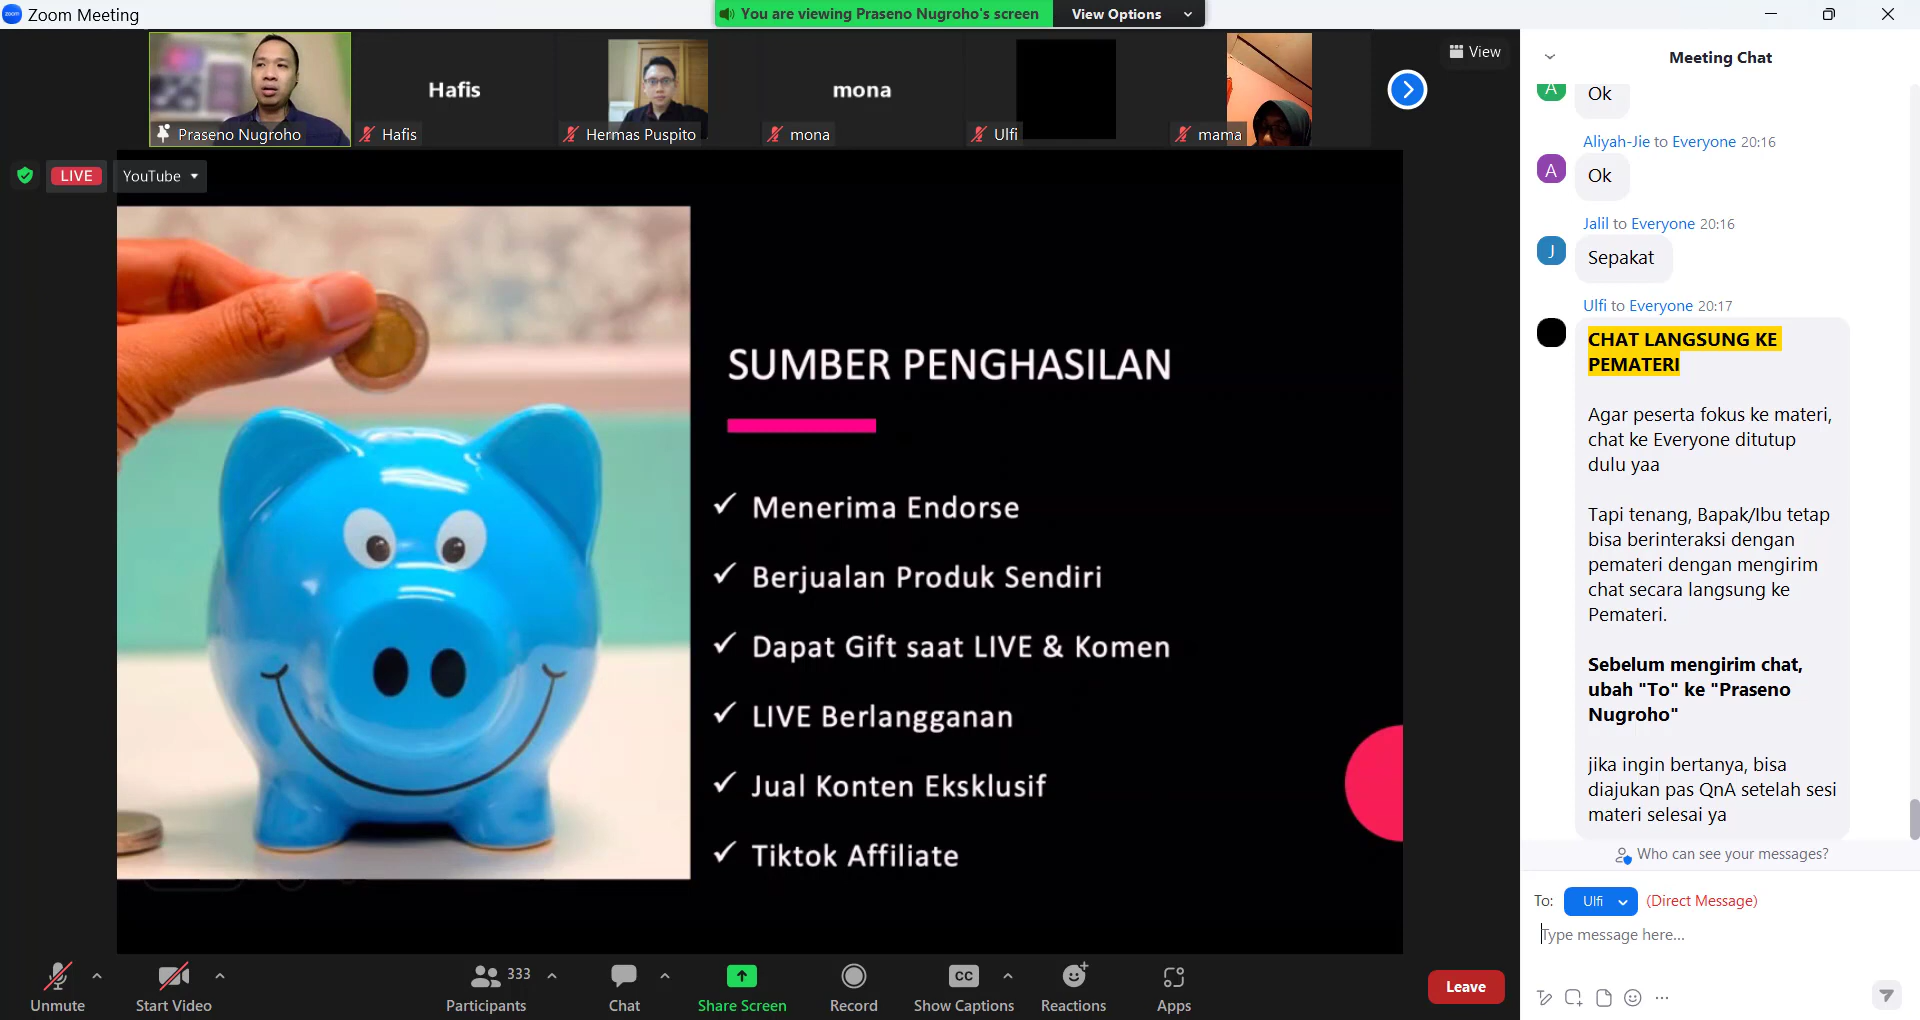 zoom Zoom Meeting
You are viewing Praseno Nugroho's screen
View Options
View
Praseno Nugroho
Hafis
Hafis
Hermas Puspito
mona
mona
Ulfi
mama
LIVE
YouTube
SUMBER PENGHASILAN
✓ Menerima Endorse
✓ Berjualan Produk Sendiri
✓ Dapat Gift saat LIVE & Komen
✓ LIVE Berlangganan
✓ Jual Konten Eksklusif
✓ Tiktok Affiliate
Meeting Chat
A
Ok
Aliyah-Jie to Everyone 20:16
A
Ok
Jalil to Everyone 20:16
J
Sepakat
Ulfi to Everyone 20:17
CHAT LANGSUNG KE
PEMATERI
Agar peserta fokus ke materi,
chat ke Everyone ditutup
dulu yaa
Tapi tenang, Bapak/Ibu tetap
bisa berinteraksi dengan
pemateri dengan mengirim
chat secara langsung ke
Pemateri.
Sebelum mengirim chat,
ubah "To" ke "Praseno
Nugroho"
jika ingin bertanya, bisa
diajukan pas QnA setelah sesi
materi selesai ya
Who can see your messages?
To: Ulfi (Direct Message)
Type message here...
Unmute
Start Video
333
Participants
Chat
Share Screen
Record
CC
Show Captions
Reactions
Apps
Leave